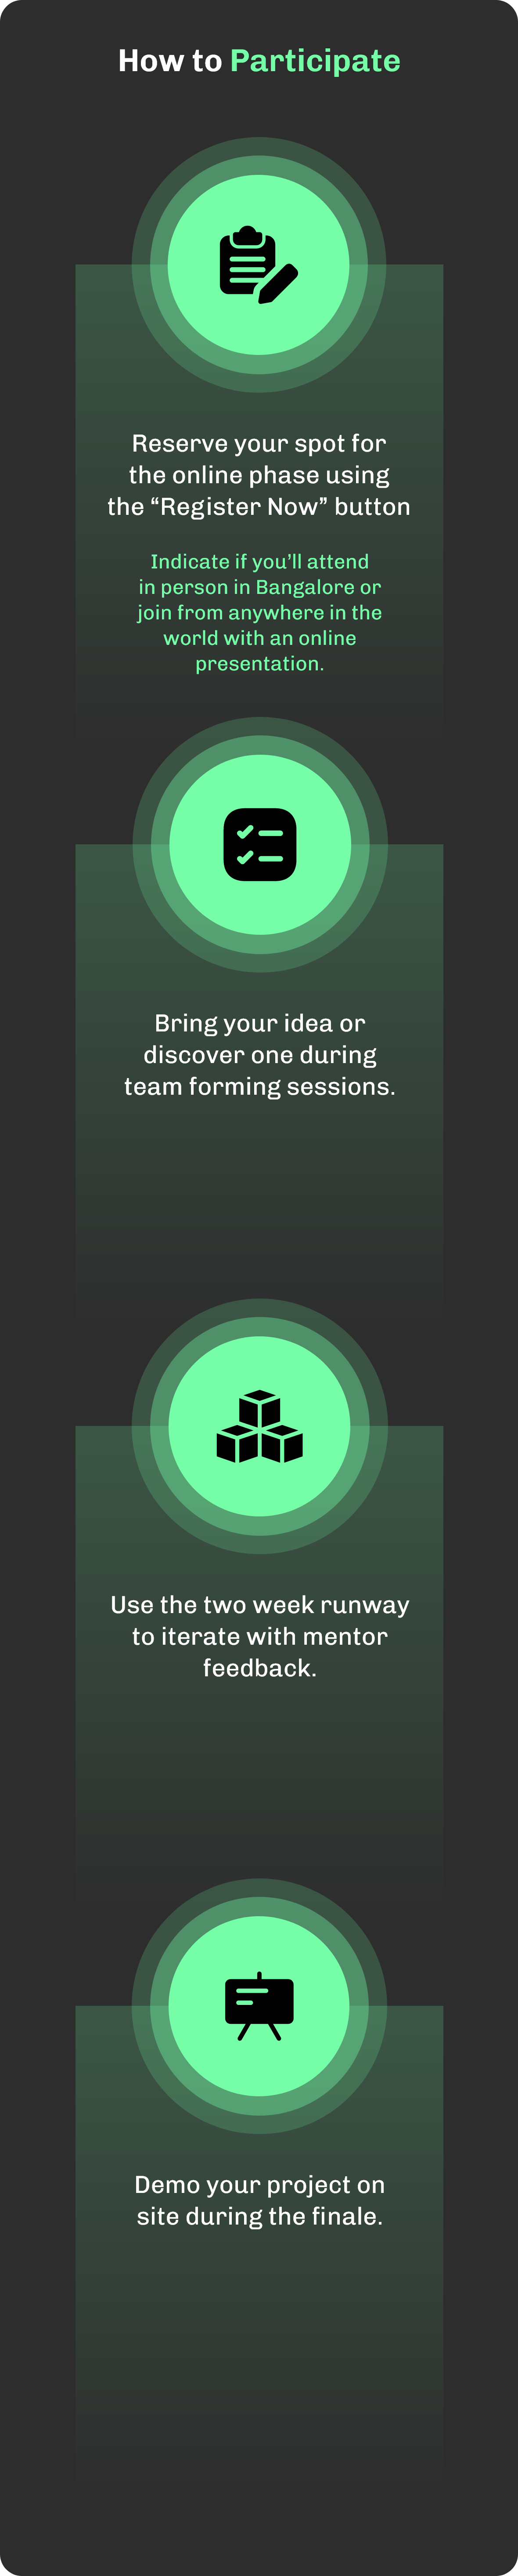 How to Participate
Reserve your spot for
the online phase using
the “Register Now” button
Indicate if you’ll attend
in person in Bangalore or
join from anywhere in the
world with an online
presentation.
Bring your idea or
discover one during
team forming sessions.
Use the two week runway
to iterate with mentor
feedback.
Demo your project on
site during the finale.